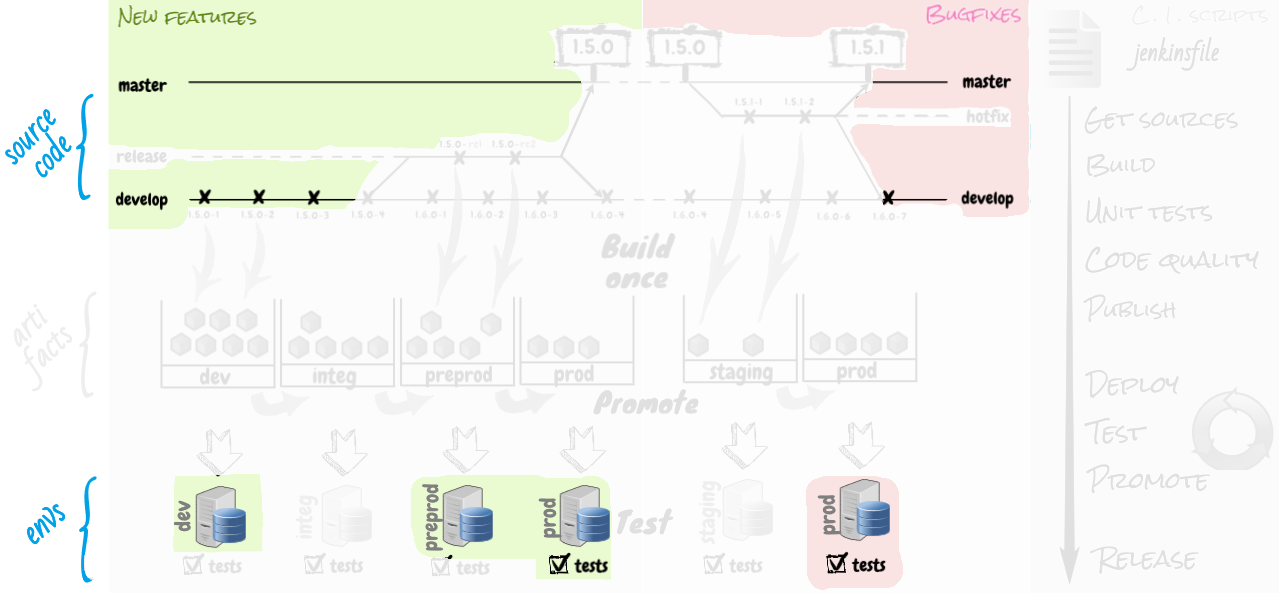 New features
Bugfixes
C. I. scripts
jenkinsfile
1.5.0
1.5.0
1.5.1
master
master
source code
1.5.1-1
1.5.1-2
hotfix
release
1.5.0-rc1
1.5.0-rc2
develop
develop
1.5.0-1
1.5.0-2
1.5.0-3
1.5.0-4
1.6.0-1
1.6.0-2
1.6.0-3
1.6.0-4
1.6.0-4
1.6.0-5
1.6.0-6
1.6.0-7
Build
once
arti
facts
dev
integ
preprod
prod
staging
prod
Promote
envs
dev
integ
preprod
prod
Test
staging
prod
tests
tests
tests
tests
tests
tests
Get sources
Build
Unit tests
Code quality
Publish
Deploy
Test
Promote
Release